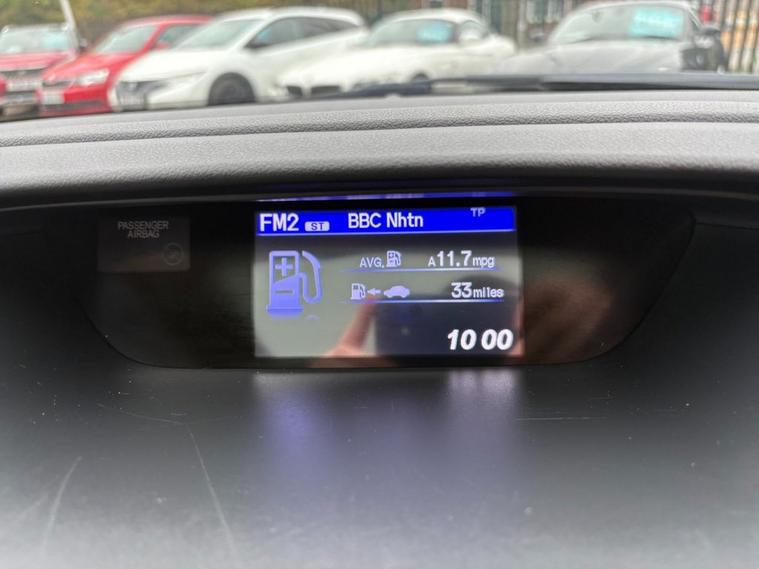 FM2 ST BBC Nhtn TP
PASSENGER
AIRBAG
AVG. A11.7mpg
33miles
10 00